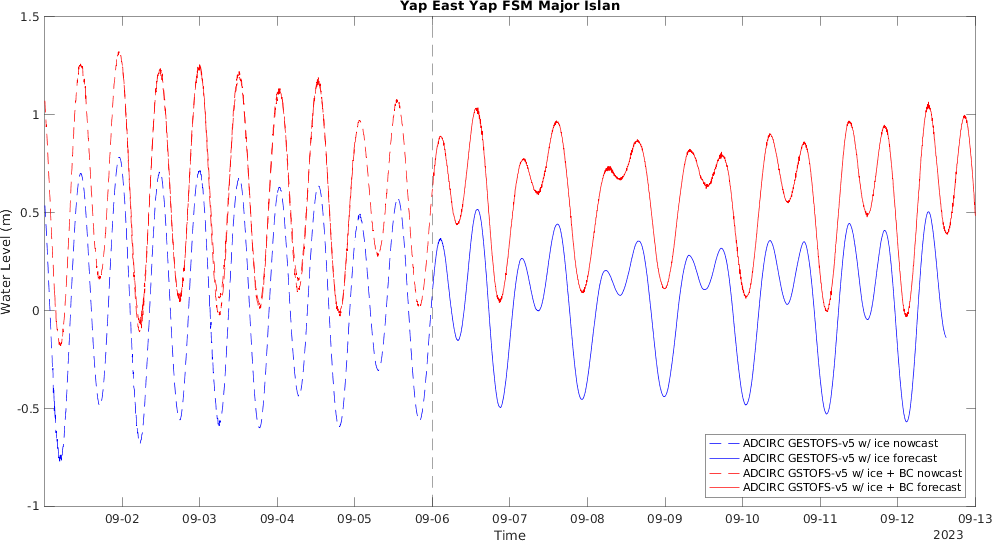 Yap East Yap FSM Major Islan
Water Level (m)
1.5
1
0.5
0
-0.5
-1
09-02 09-03 09-04 09-05 09-06 09-07 09-08 09-09 09-10 09-11 09-12 09-13
Time
2023
ADCIRC GESTOFS-v5 w/ ice nowcast
ADCIRC GESTOFS-v5 w/ ice forecast
ADCIRC GSTOFS-v5 w/ ice + BC nowcast
ADCIRC GSTOFS-v5 w/ ice + BC forecast